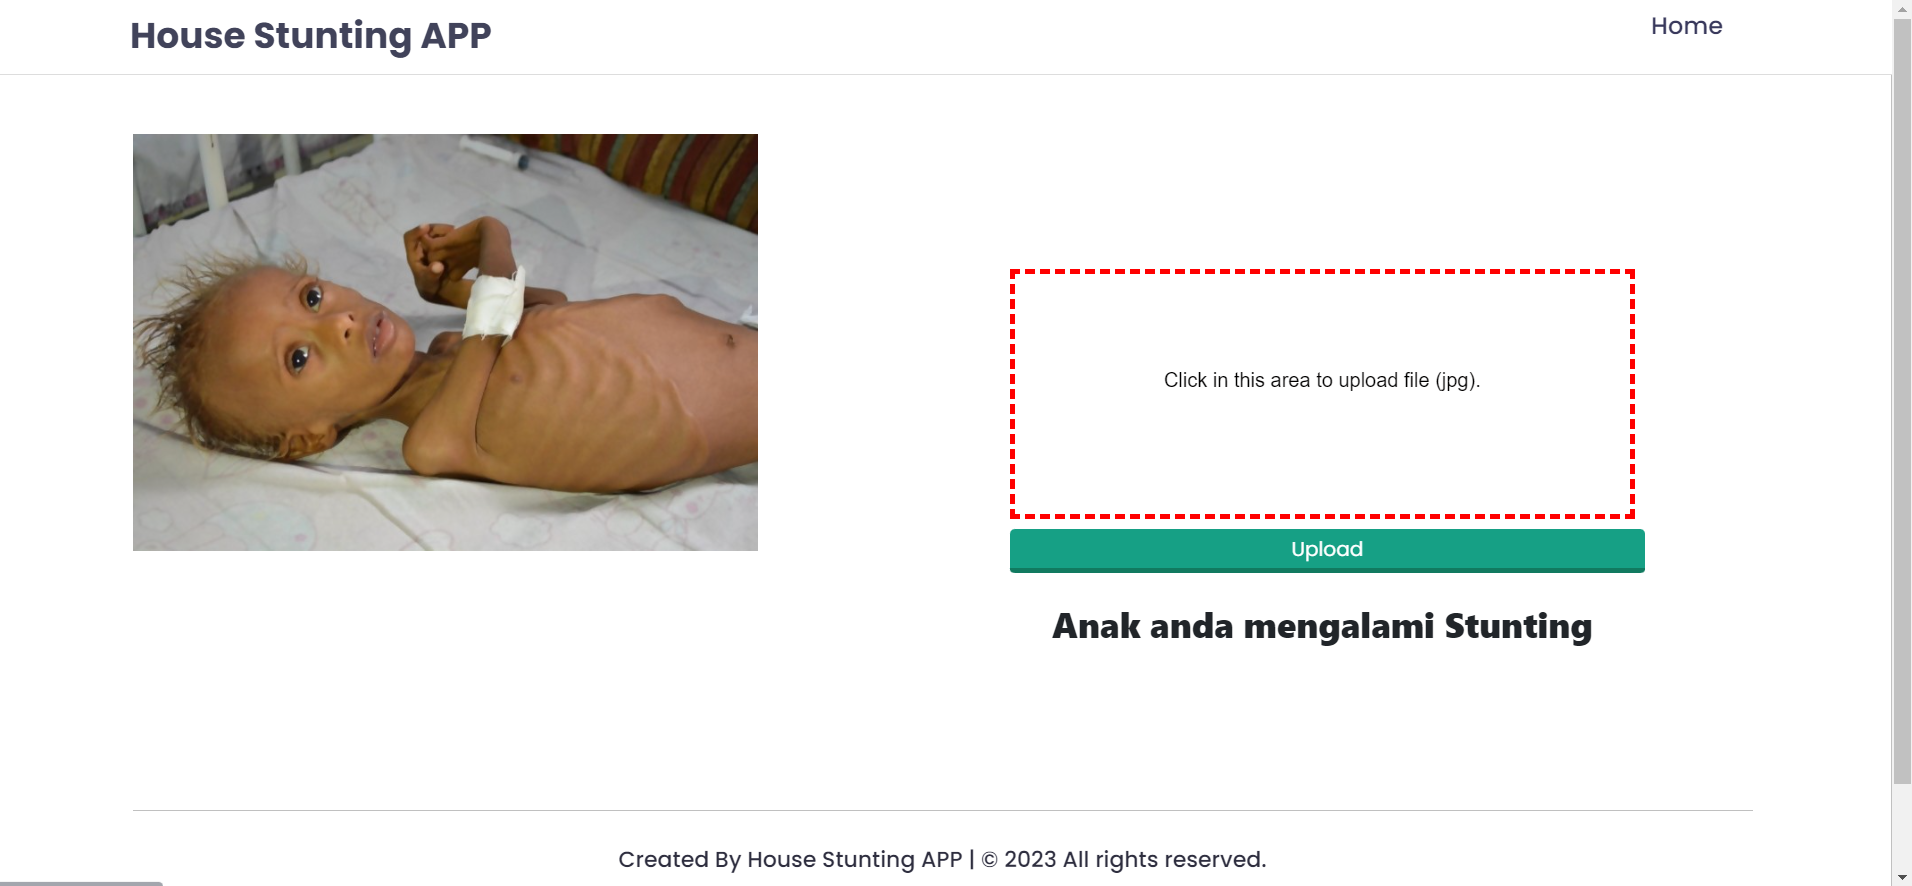 House Stunting APP
Home
Click in this area to upload file (jpg).
Upload
Anak anda mengalami Stunting
Created By House Stunting APP | © 2023 All rights reserved.